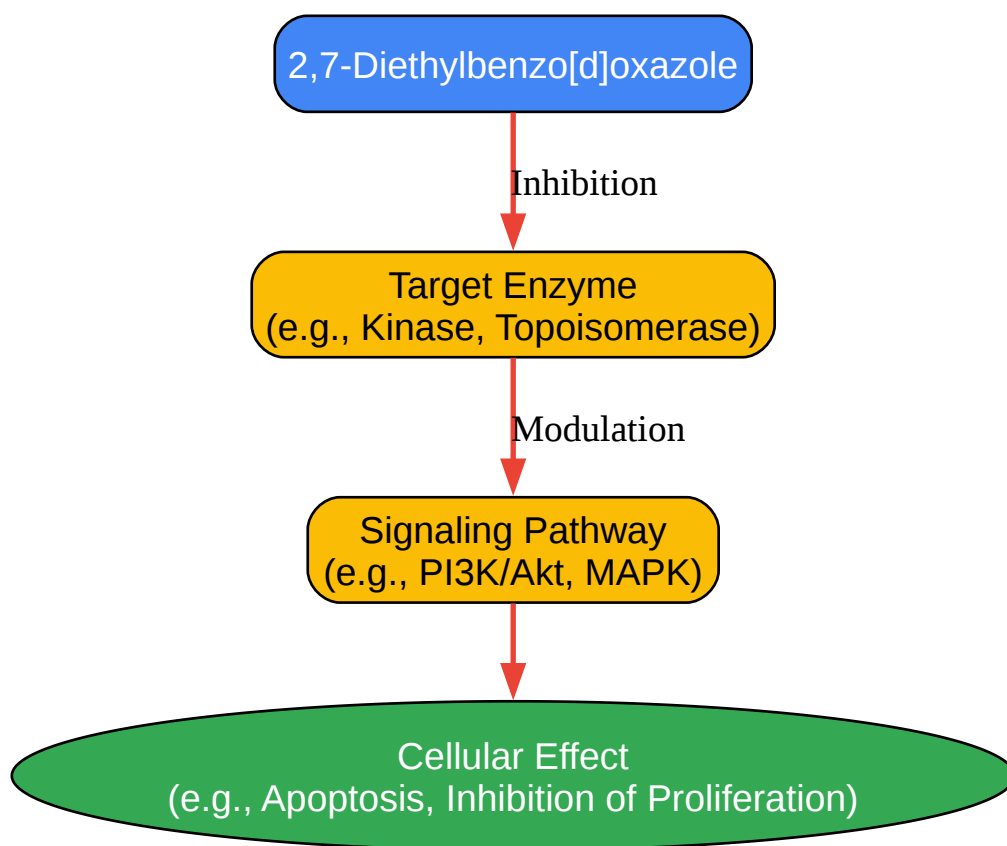 2,7-Diethylbenzo[d]oxazole
Inhibition
Target Enzyme
(e.g., Kinase, Topoisomerase)
Modulation
Signaling Pathway
(e.g., PI3K/Akt, MAPK)
Cellular Effect
(e.g., Apoptosis, Inhibition of Proliferation)